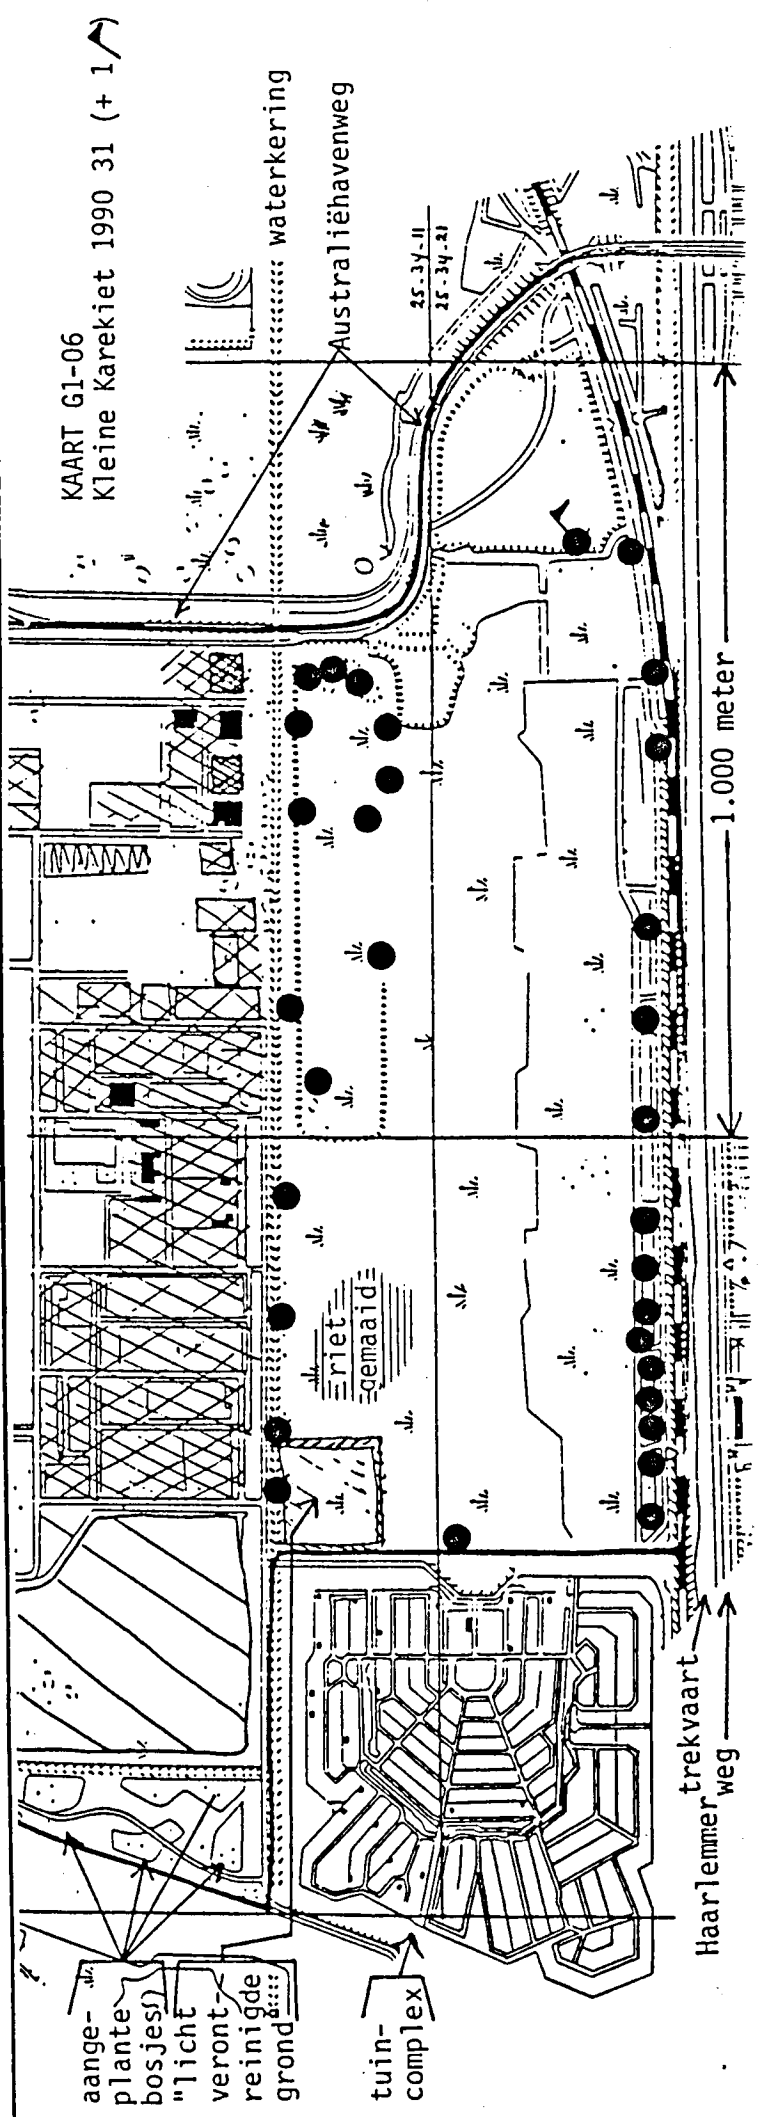 KAART G1-06
Kleine Karekiet 1990 31 (+ 1 )
waterkering
Australiëhavenweg
25-34-11
25-34-21
1.000 meter
riet
gemaaid
aange-
plante
bosjes()
"licht
veront-
reinigde
grond
tuin-
complex
Haarlemmer
trekvaart
weg